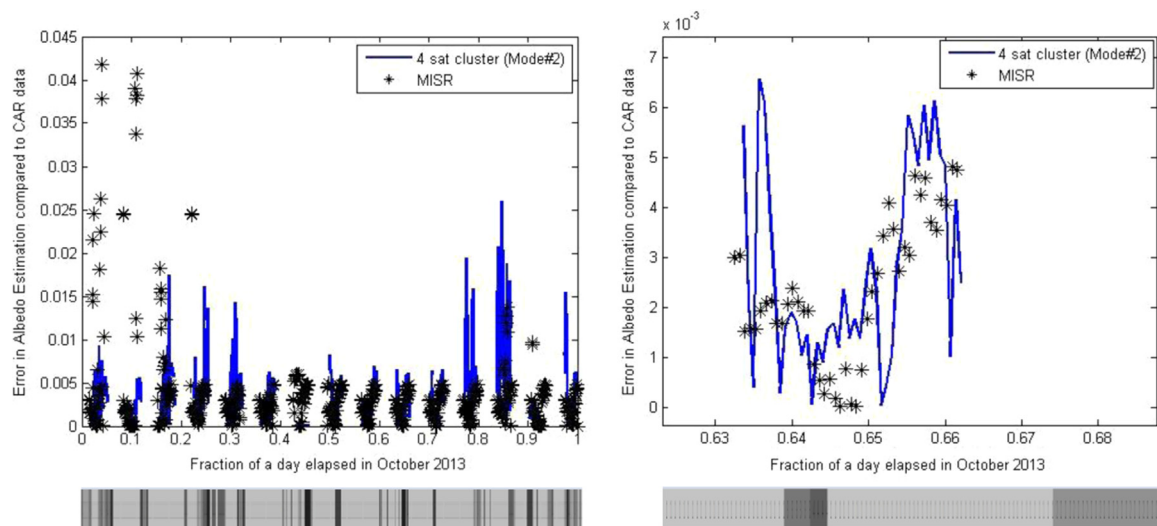 4 sat cluster (Mode#2)
MISR
Error in Albedo Estimation compared to CAR data
0.045
0.04
0.035
0.03
0.025
0.02
0.015
0.01
0.005
0
0 0.1 0.2 0.3 0.4 0.5 0.6 0.7 0.8 0.9 1
Fraction of a day elapsed in October 2013
x 10⁻³
4 sat cluster (Mode#2)
MISR
Error in Albedo Estimation compared to CAR data
7
6
5
4
3
2
1
0
0.63 0.64 0.65 0.66 0.67 0.68
Fraction of a day elapsed in October 2013